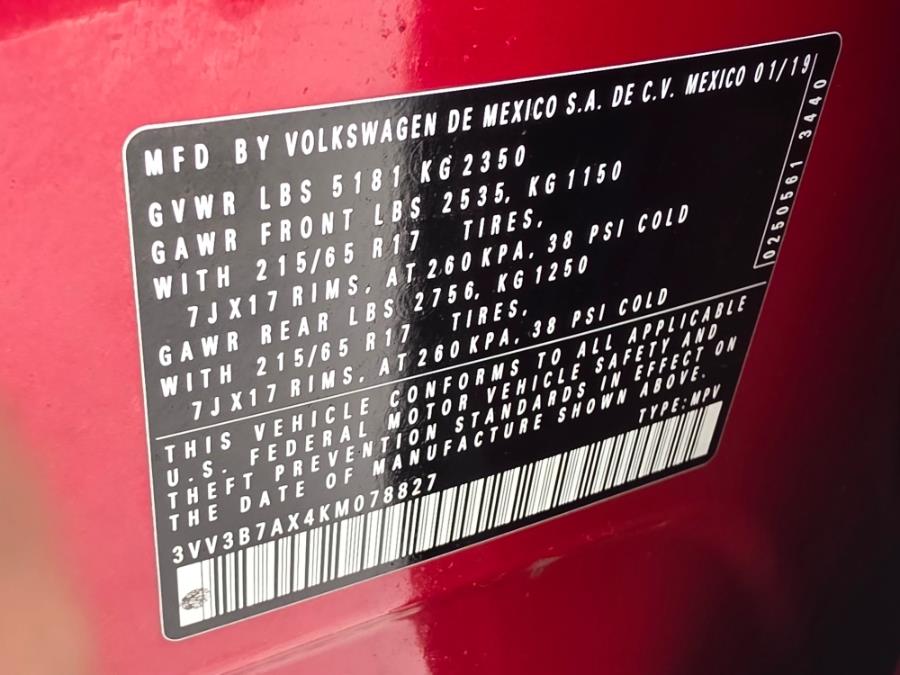 MFD BY VOLKSWAGEN DE MEXICO S.A. DE C.V. MEXICO 01/19
GVWR LBS 5181 KG 2350
GAWR FRONT LBS 2535, KG 1150
WITH 215/65 R17 TIRES,
7JX17 RIMS, AT 260KPA, 38 PSI COLD
GAWR REAR LBS 2756, KG 1250
WITH 215/65 R17 TIRES,
7JX17 RIMS, AT 260KPA, 38 PSI COLD
THIS VEHICLE CONFORMS TO ALL APPLICABLE
U.S. FEDERAL MOTOR VEHICLE SAFETY AND
THEFT PREVENTION STANDARDS IN EFFECT ON
THE DATE OF MANUFACTURE SHOWN ABOVE.
TYPE:MPV
3VV3B7AX4KM078827
0250561 3440